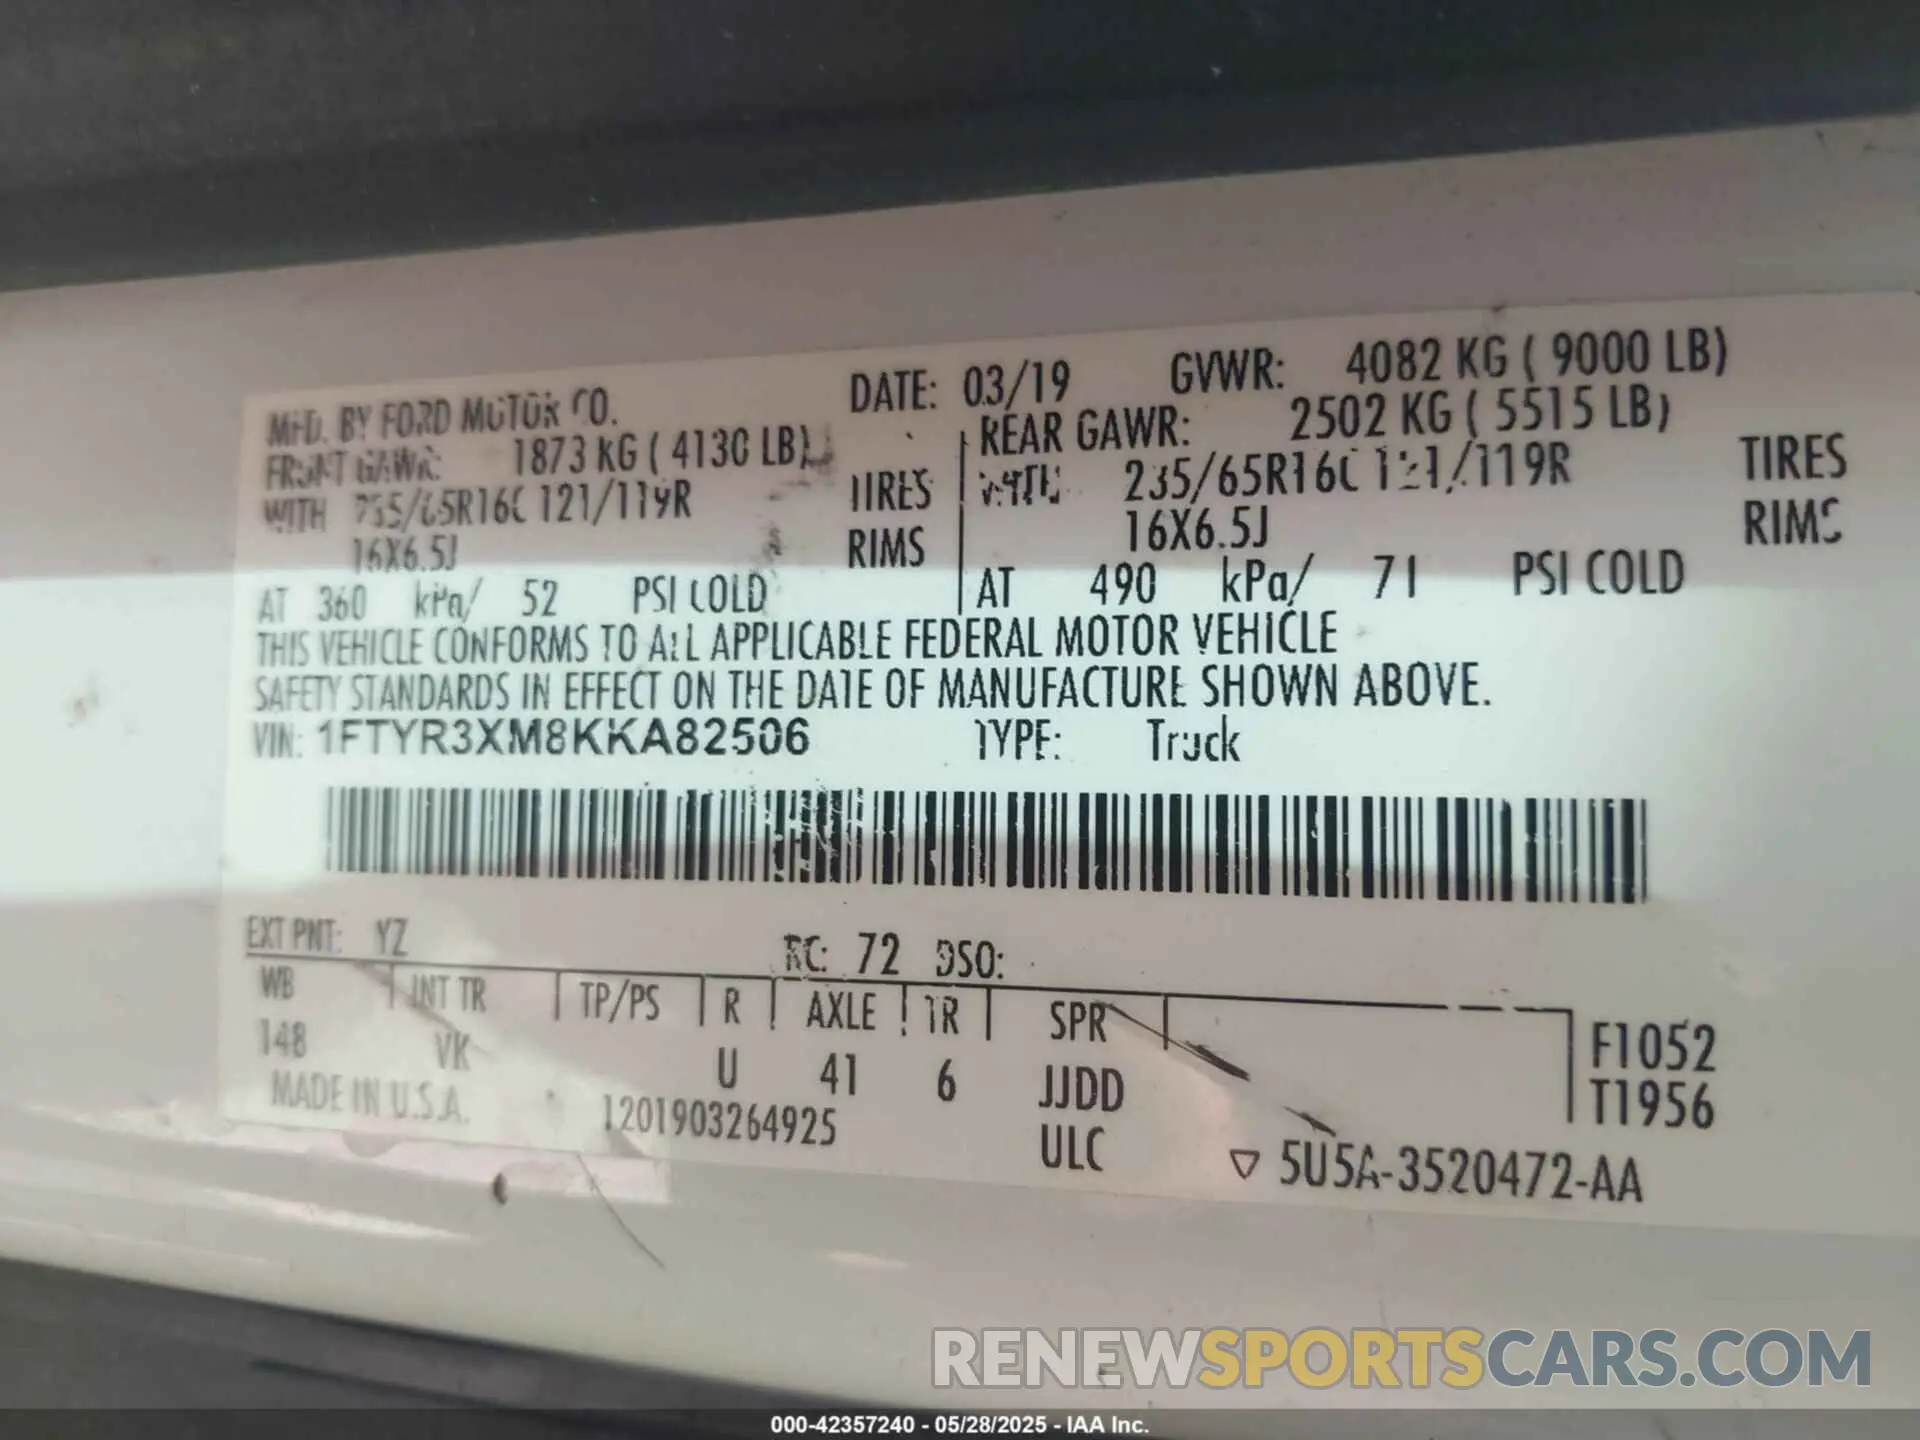 MFD. BY FORD MOTOR CO. DATE: 03/19 GVWR: 4082 KG ( 9000 LB)
FRONT GAWR: 1873 KG ( 4130 LB) REAR GAWR: 2502 KG ( 5515 LB)
WITH 235/65R16C 121/119R TIRES WITH 235/65R16C 121/119R TIRES
16X6.5J RIMS 16X6.5J RIMS
AT 360 kPa/ 52 PSI COLD AT 490 kPa/ 71 PSI COLD
THIS VEHICLE CONFORMS TO ALL APPLICABLE FEDERAL MOTOR VEHICLE
SAFETY STANDARDS IN EFFECT ON THE DATE OF MANUFACTURE SHOWN ABOVE.
VIN: 1FTYR3XM8KKA82506 TYPE: Truck
EXT PNT: YZ RC: 72 DSO:
WB INT TR TP/PS R AXLE TR SPR F1052
148 VK U 41 6 JJDD T1956
MADE IN U.S.A. 1201903264925 ULC ▽ 5U5A-3520472-AA
RENEWSPORTSCARS.COM
000-42357240 - 05/28/2025 - IAA Inc.